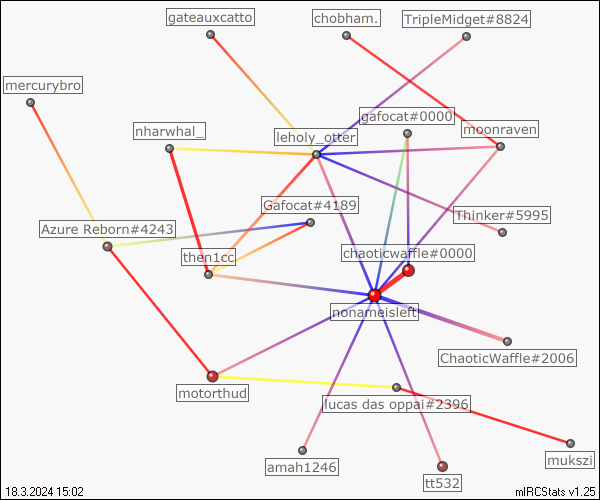 gateauxcatto
chobham.
TripleMidget#8824
mercurybro
gafocat#0000
nharwhal_
leholy_otter
moonraven
Gafocat#4189
Thinker#5995
Azure Reborn#4243
then1cc
chaoticwaffle#0000
nonameisleft
ChaoticWaffle#2006
motorthud
lucas das oppai#2396
amah1246
mukszi
tt532
18.3.2024 15:02
mIRCStats v1.25